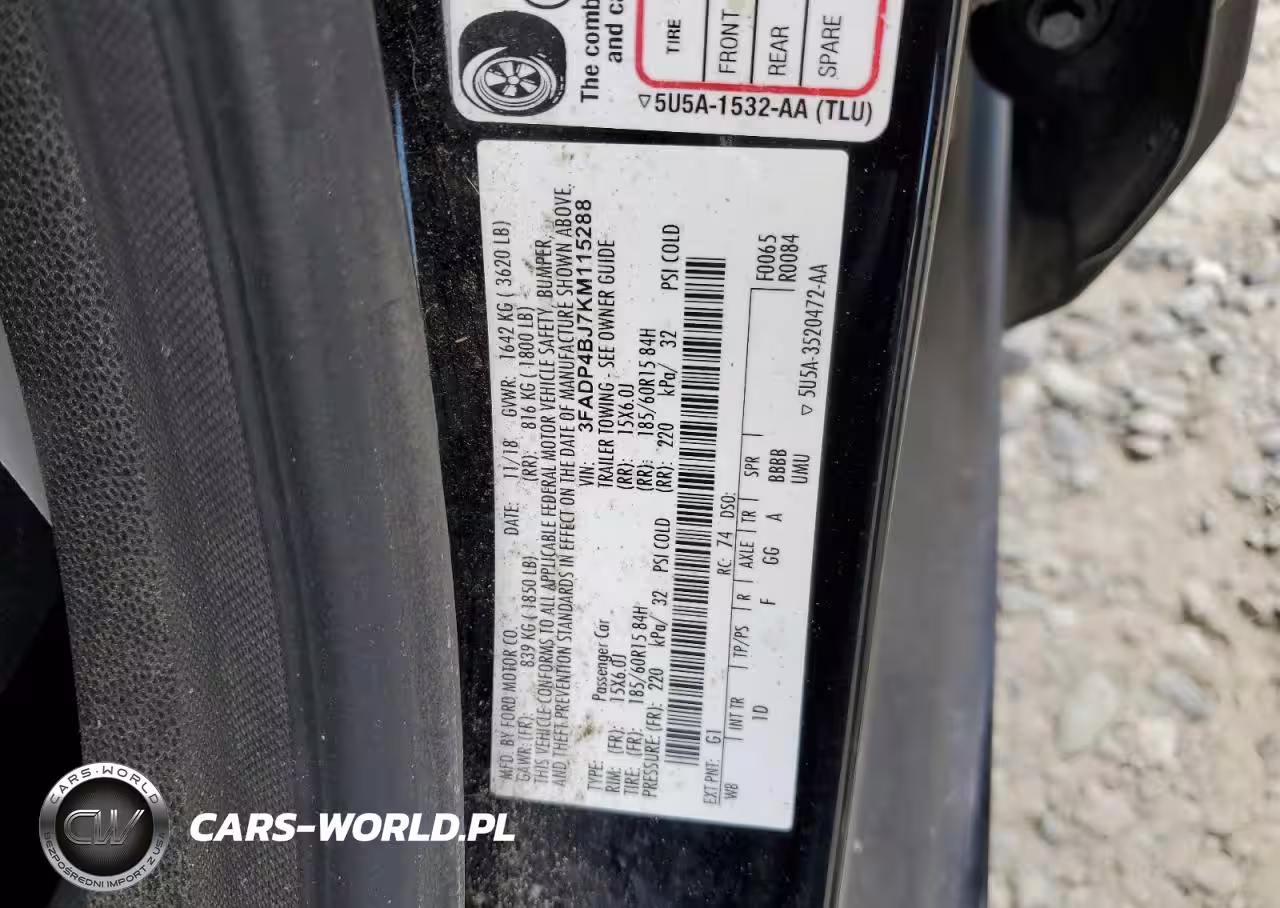 The comb
and ca
TIRE
FRONT
REAR
SPARE
▽5U5A-1532-AA (TLU)
MFD. BY FORD MOTOR CO. DATE: 11/18 GVWR: 1642 KG ( 3620 LB)
GAWR: (FR): 839 KG (1850 LB) (RR): 816 KG (1800 LB)
THIS VEHICLE CONFORMS TO ALL APPLICABLE FEDERAL MOTOR VEHICLE SAFETY, BUMPER,
AND THEFT PREVENTION STANDARDS IN EFFECT ON THE DATE OF MANUFACTURE SHOWN ABOVE.
VIN: 3FADP4BJ7KM115288
TYPE: Passenger Car TRAILER TOWING - SEE OWNER GUIDE
RIM: (FR): 15X6.0J (RR): 15X6.0J
TIRE: (FR): 185/60R15 84H (RR): 185/60R15 84H
PRESSURE: (FR): 220 kPa/ 32 PSI COLD (RR): 220 kPa/ 32 PSI COLD
EXT PNT: G1 RC: 74 DSO: F0065
R0084
WB INT TR TP/PS R AXLE TR SPR
1D F GG A BBBB
UMU
▽ 5U5A-3520472-AA
CARS-WORLD
CW
BEZPOŚREDNI IMPORT Z USA
CARS-WORLD.PL